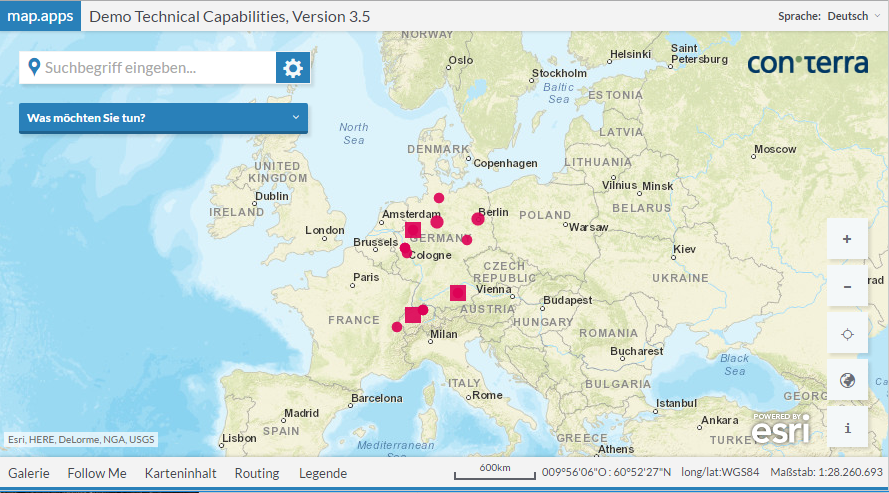 map.apps Demo Technical Capabilities, Version 3.5 Sprache: Deutsch
Suchbegriff eingeben...
con·terra
Was möchten Sie tun?
NORWAY
Oslo
Helsinki
Saint
Petersburg
Stockholm
Baltic
Sea
ESTONIA
North
Sea
LATVIA
DENMARK
Copenhagen
LITHUANIA
Moscow
UNITED
KINGDOM
Dublin
IRELAND
Vilnius
Minsk
BELARUS
Amsterdam
Berlin
POLAND
Warsaw
London
Brussels
GERMANY
Cologne
Kiev
Paris
CZECH
REPUBLIC
UKRAINE
Vienna
AUSTRIA
Budapest
FRANCE
HUNGARY
ROMANIA
Milan
Bucharest
Black
Sea
ITALY
BULGARIA
Barcelona
Rome
Istanbul
Madrid
SPAIN
Ankara
Lisbon
Mediterranean
Sea
GREECE
Athens
+
−
i
POWERED BY
esri
Esri, HERE, DeLorme, NGA, USGS
Galerie Follow Me Karteninhalt Routing Legende 600km 009°56'06"O : 60°52'27"N long/lat:WGS84 Maßstab: 1:28.260.693